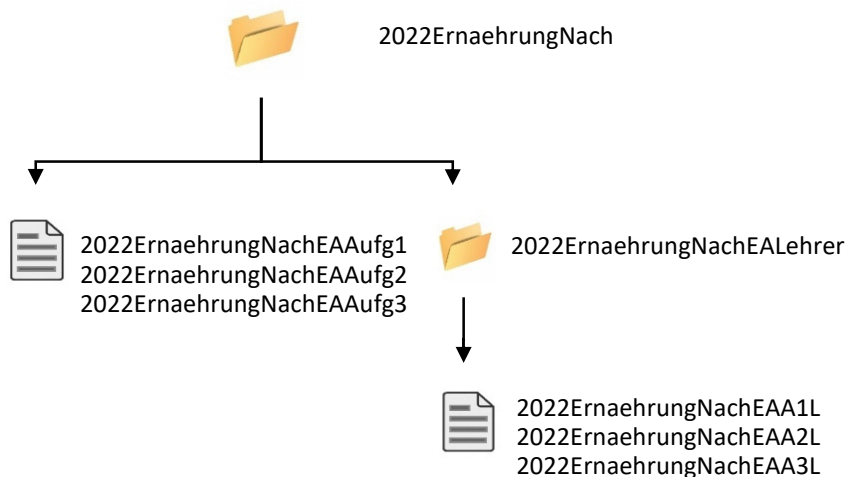 2022ErnaehrungNach
2022ErnaehrungNachEAAufg1
2022ErnaehrungNachEAAufg2
2022ErnaehrungNachEAAufg3
2022ErnaehrungNachEALehrer
2022ErnaehrungNachEAA1L
2022ErnaehrungNachEAA2L
2022ErnaehrungNachEAA3L